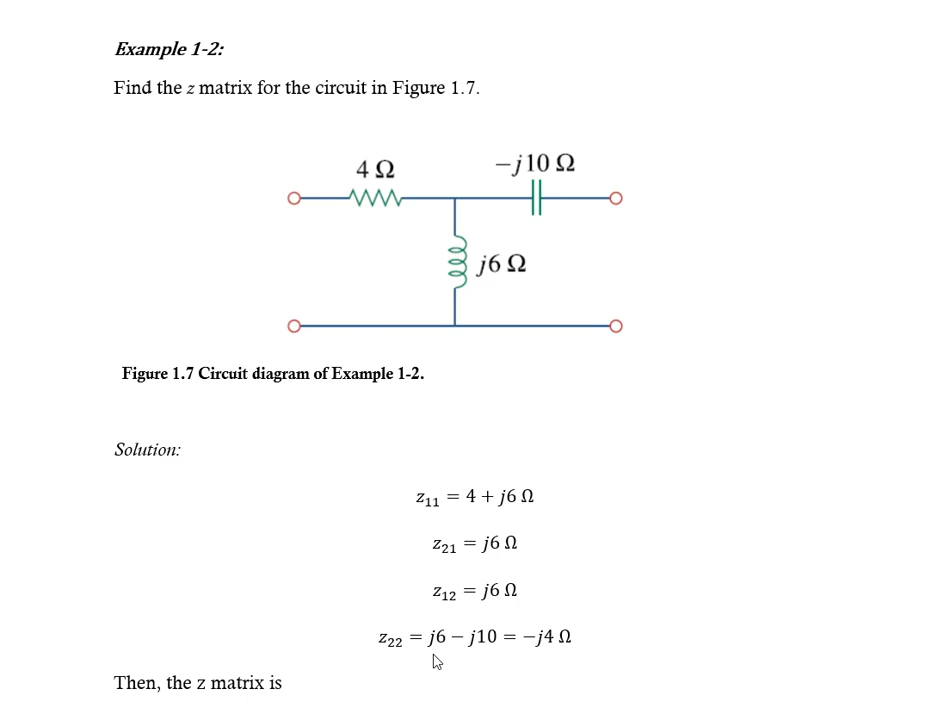 Example 1-2:
Find the z matrix for the circuit in Figure 1.7.
4 Ω
−j10 Ω
j6 Ω
Figure 1.7 Circuit diagram of Example 1-2.
Solution:
z₁₁ = 4 + j6 Ω
z₂₁ = j6 Ω
z₁₂ = j6 Ω
z₂₂ = j6 − j10 = −j4 Ω
Then, the z matrix is